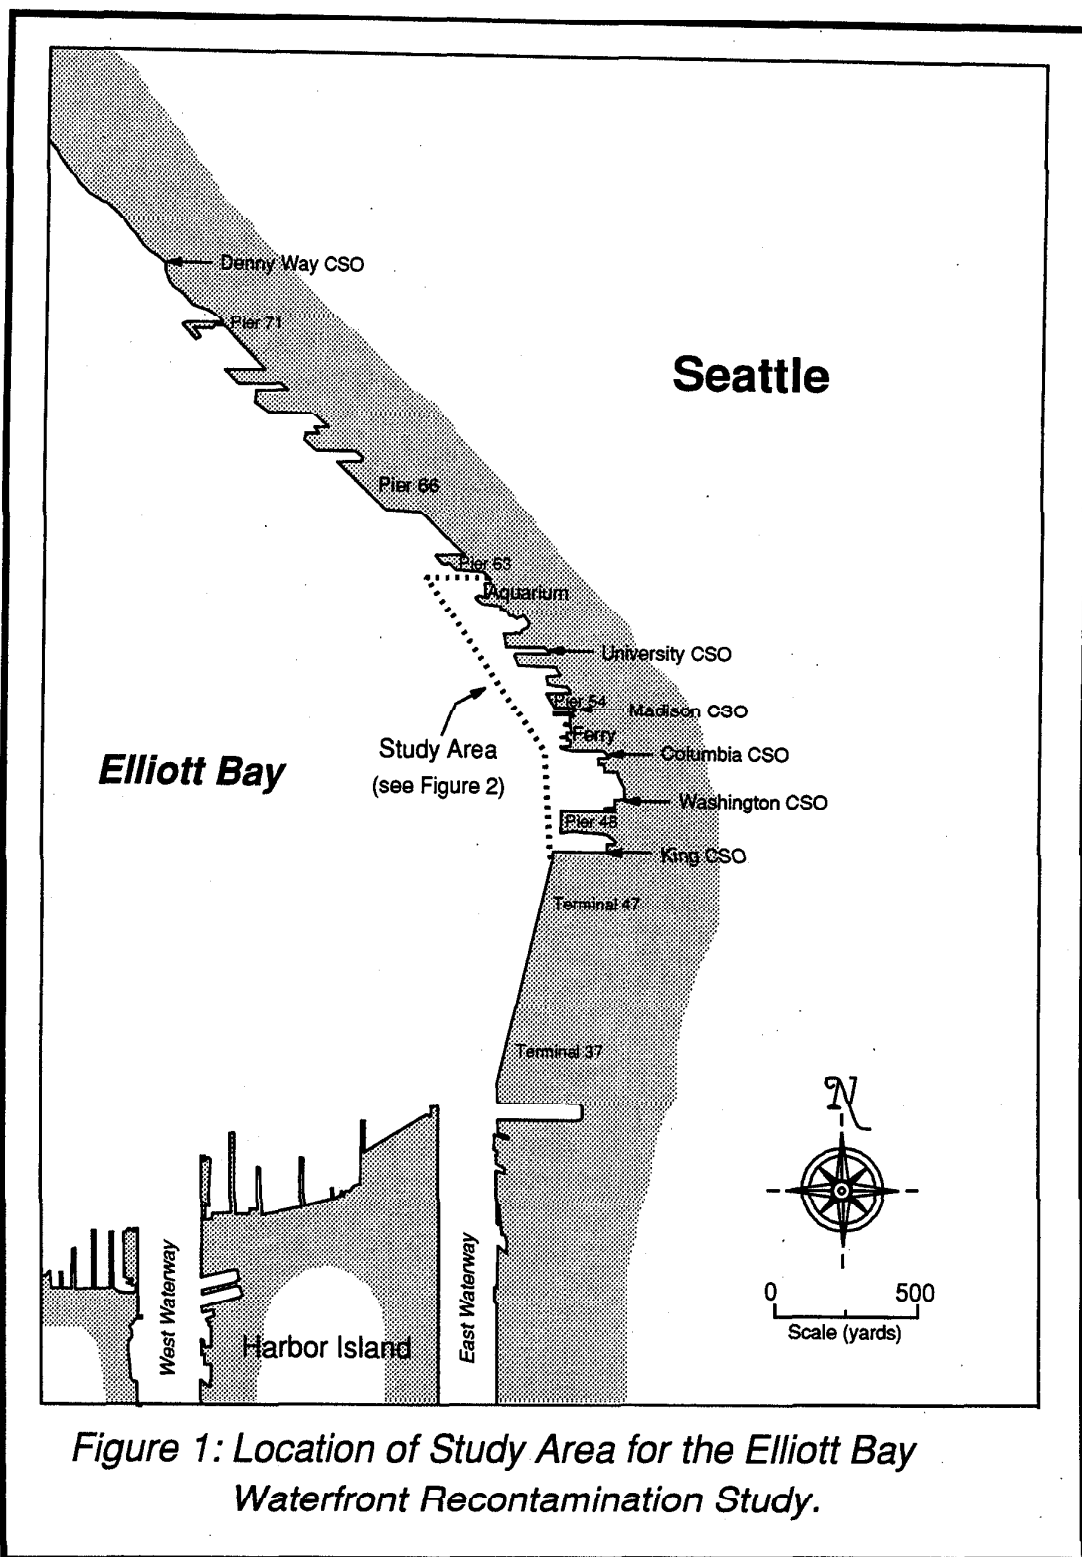 Denny Way CSO
Pier 71
Seattle
Pier 66
Pier 63
Aquarium
University CSO
Pier 54
Madison CSO
Ferry
Study Area
(see Figure 2)
Columbia CSO
Elliott Bay
Washington CSO
Pier 48
King CSO
Terminal 47
Terminal 37
N
0 500
Scale (yards)
West Waterway
East Waterway
Harbor Island
Figure 1: Location of Study Area for the Elliott Bay
Waterfront Recontamination Study.